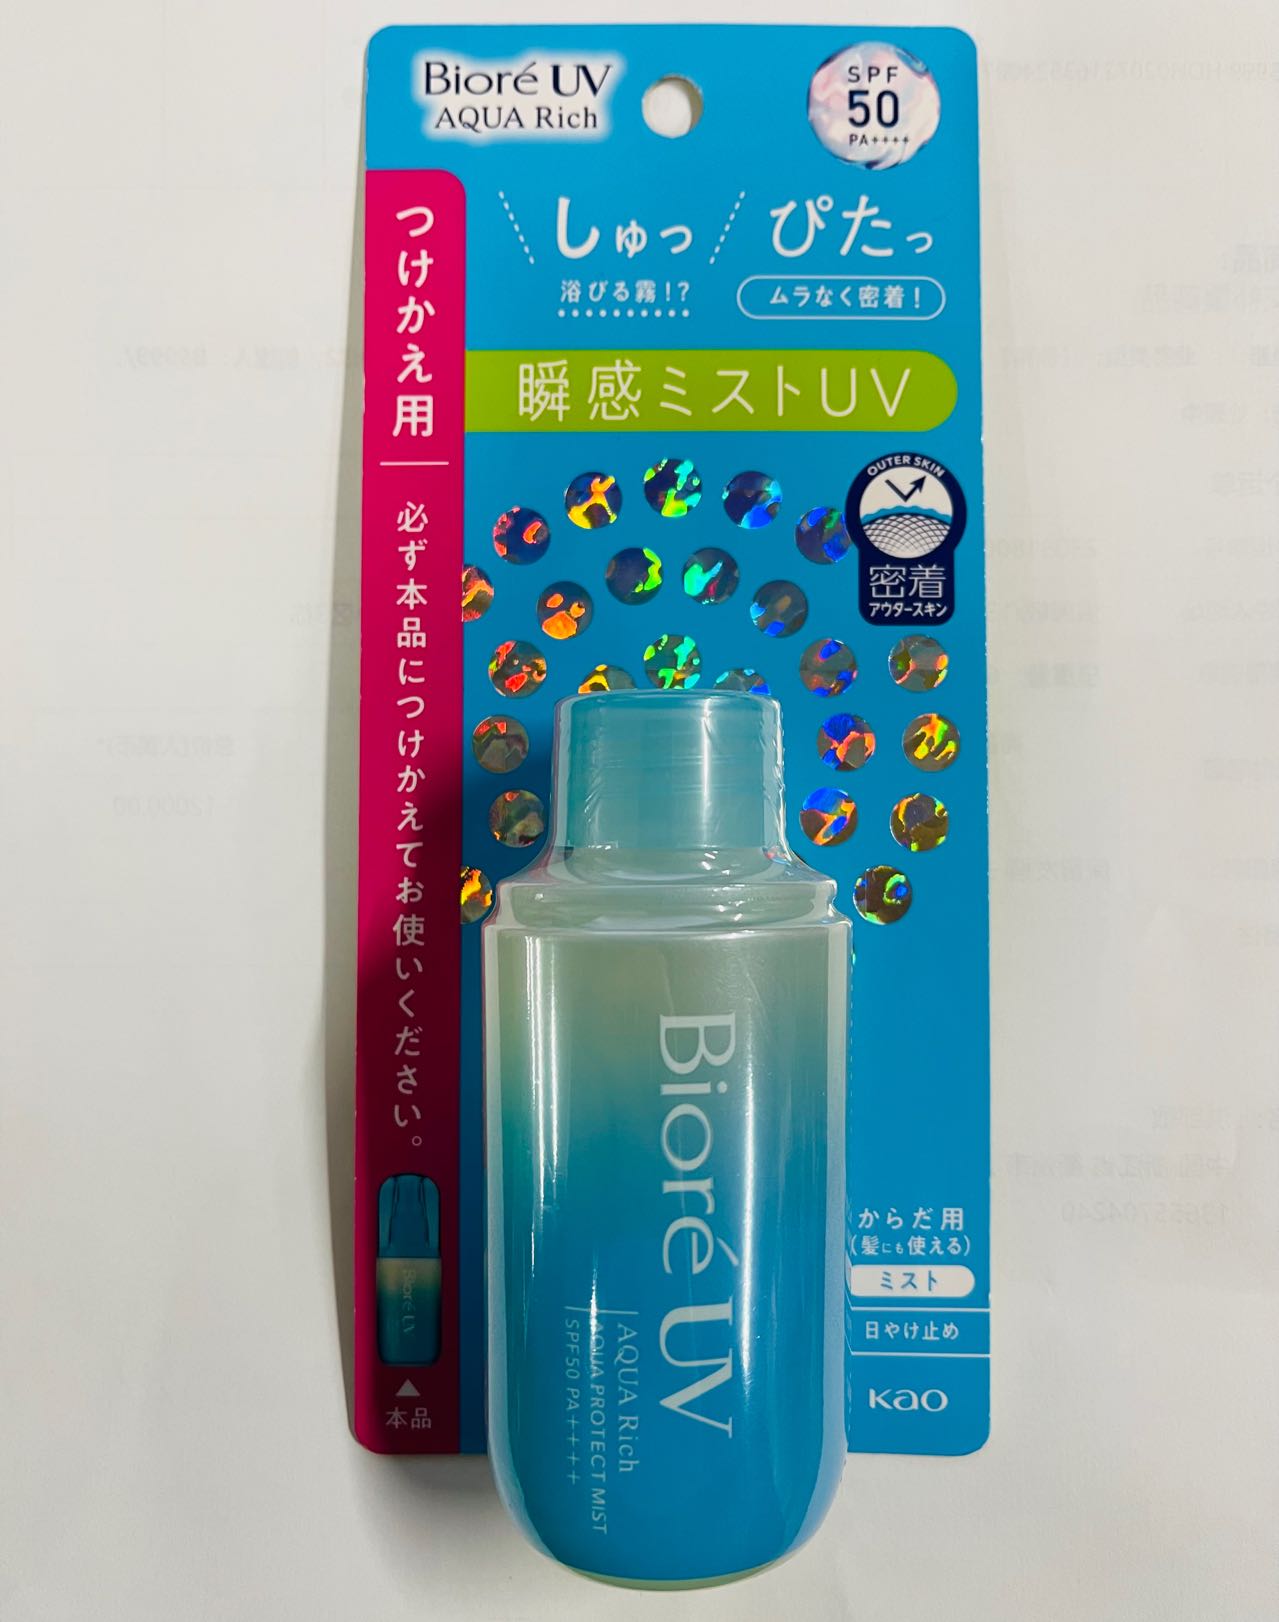 Bioré UV
AQUA Rich
SPF
50
PA++++
つけかえ用
必ず本品につけかえてお使いください。
Bioré UV
本品
しゅっ ぴたっ
浴びる霧!? ムラなく密着!
瞬感ミストUV
OUTER SKIN
密着
アウタースキン
Bioré UV
AQUA Rich
AQUA PROTECT MIST
SPF50 PA++++
からだ用
(髪にも使える)
ミスト
日やけ止め
Kao